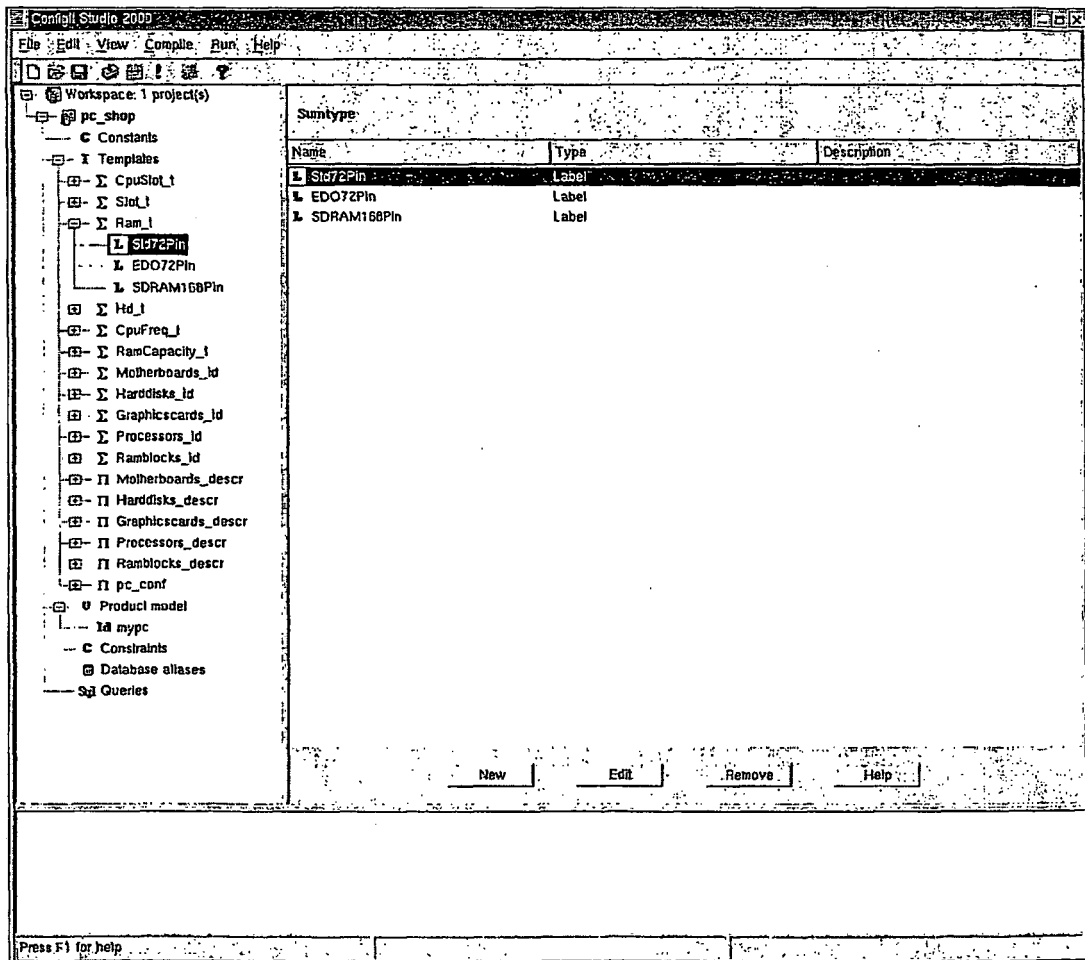 Configit Studio 2000
File Edit View Compile Run Help
Workspace: 1 project(s)
pc_shop
C Constants
T Templates
Σ CpuSlot_t
Σ Slot_t
Σ Ram_t
L Std72Pin
L EDO72Pin
L SDRAM168Pin
Σ Hd_t
Σ CpuFreq_t
Σ RamCapacity_t
Σ Motherboards_id
Σ Harddisks_id
Σ Graphicscards_id
Σ Processors_id
Σ Ramblocks_id
Π Motherboards_descr
Π Harddisks_descr
Π Graphicscards_descr
Π Processors_descr
Π Ramblocks_descr
Π pc_conf
Product model
Id mypc
C Constraints
Database aliases
Sql Queries
Sumtype
Name Type Description
L Std72Pin Label
L EDO72Pin Label
L SDRAM168Pin Label
New Edit Remove Help
Press F1 for help